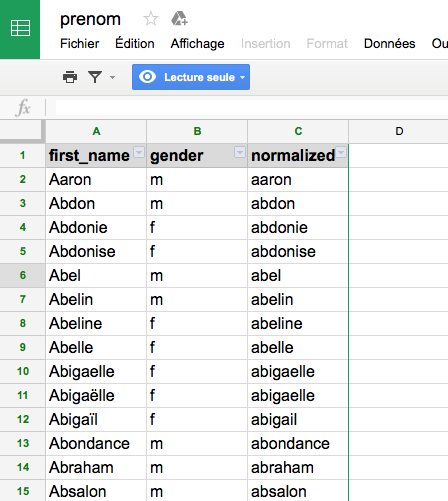 prenom
Fichier Édition Affichage Insertion Format Données Ou
Lecture seule
fx
A B C D
1 first_name gender normalized
2 Aaron m aaron
3 Abdon m abdon
4 Abdonie f abdonie
5 Abdonise f abdonise
6 Abel m abel
7 Abelin m abelin
8 Abeline f abeline
9 Abelle f abelle
10 Abigaelle f abigaelle
11 Abigaëlle f abigaelle
12 Abigaïl f abigail
13 Abondance m abondance
14 Abraham m abraham
15 Absalon m absalon